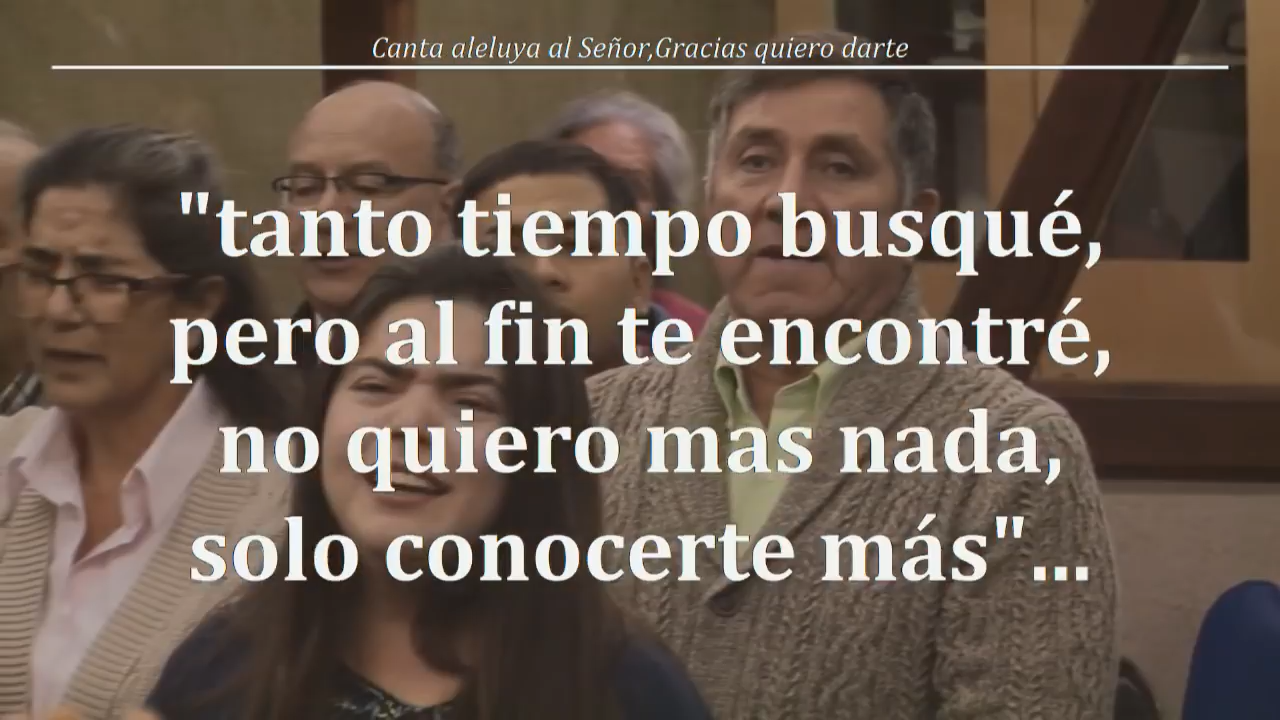 Canta aleluya al Señor,Gracias quiero darte
"tanto tiempo busqué,
pero al fin te encontré,
no quiero mas nada,
solo conocerte más"...